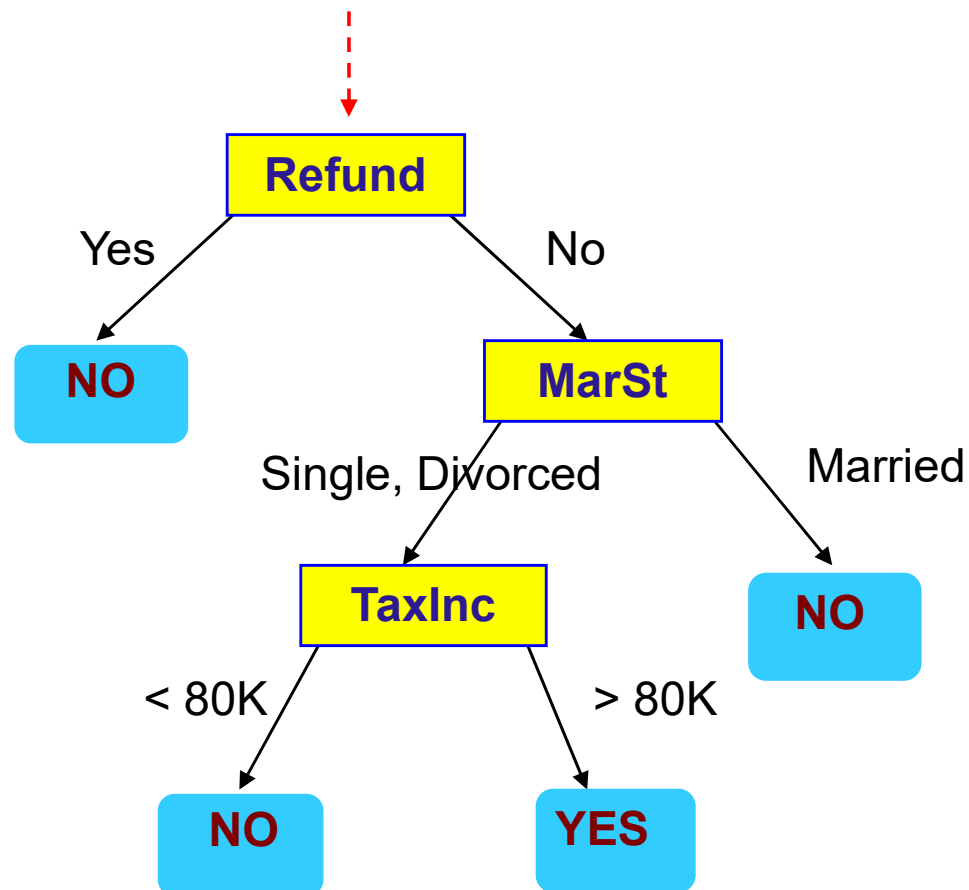 Refund
Yes
No
NO
MarSt
Single, Divorced
Married
TaxInc
NO
< 80K
> 80K
NO
YES